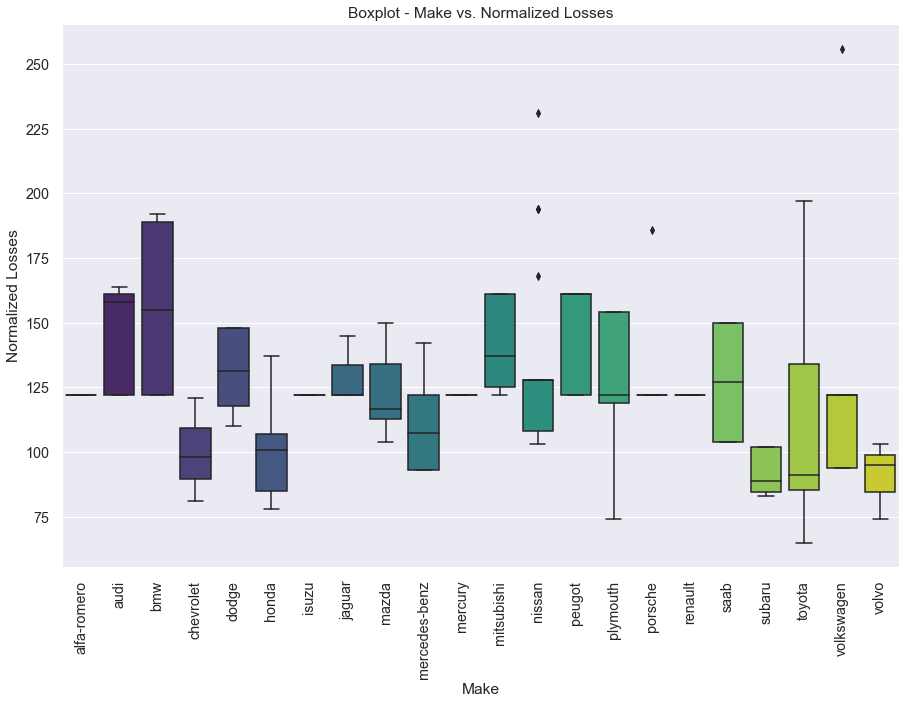 Boxplot - Make vs. Normalized Losses
Normalized Losses
250
225
200
175
150
125
100
75
alfa-romero
audi
bmw
chevrolet
dodge
honda
isuzu
jaguar
mazda
mercedes-benz
mercury
mitsubishi
nissan
peugot
plymouth
porsche
renault
saab
subaru
toyota
volkswagen
volvo
Make